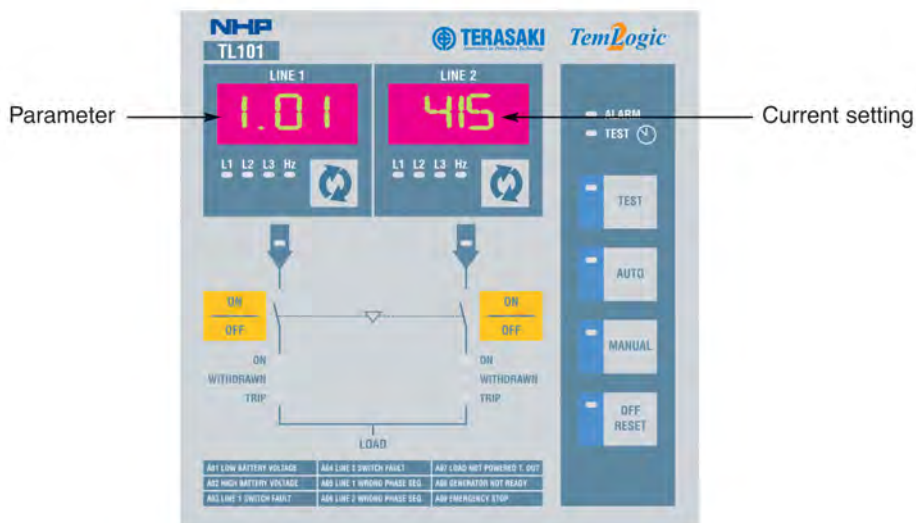 NHP
TERASAKI
TemLogic 2
TL101
LINE 1
LINE 2
Parameter
1.01
415
Current setting
ALARM
TEST
L1 L2 L3 Hz
L1 L2 L3 Hz
TEST
AUTO
ON
OFF
ON
OFF
MANUAL
ON
WITHDRAWN
TRIP
ON
WITHDRAWN
TRIP
OFF
RESET
LOAD
A01 LOW BATTERY VOLTAGE
A04 LINE 2 SWITCH FAULT
A07 LOAD NOT POWERED T. OUT
A02 HIGH BATTERY VOLTAGE
A05 LINE 1 WRONG PHASE SEQ.
A08 GENERATOR NOT READY
A03 LINE 1 SWITCH FAULT
A06 LINE 2 WRONG PHASE SEQ.
A09 EMERGENCY STOP